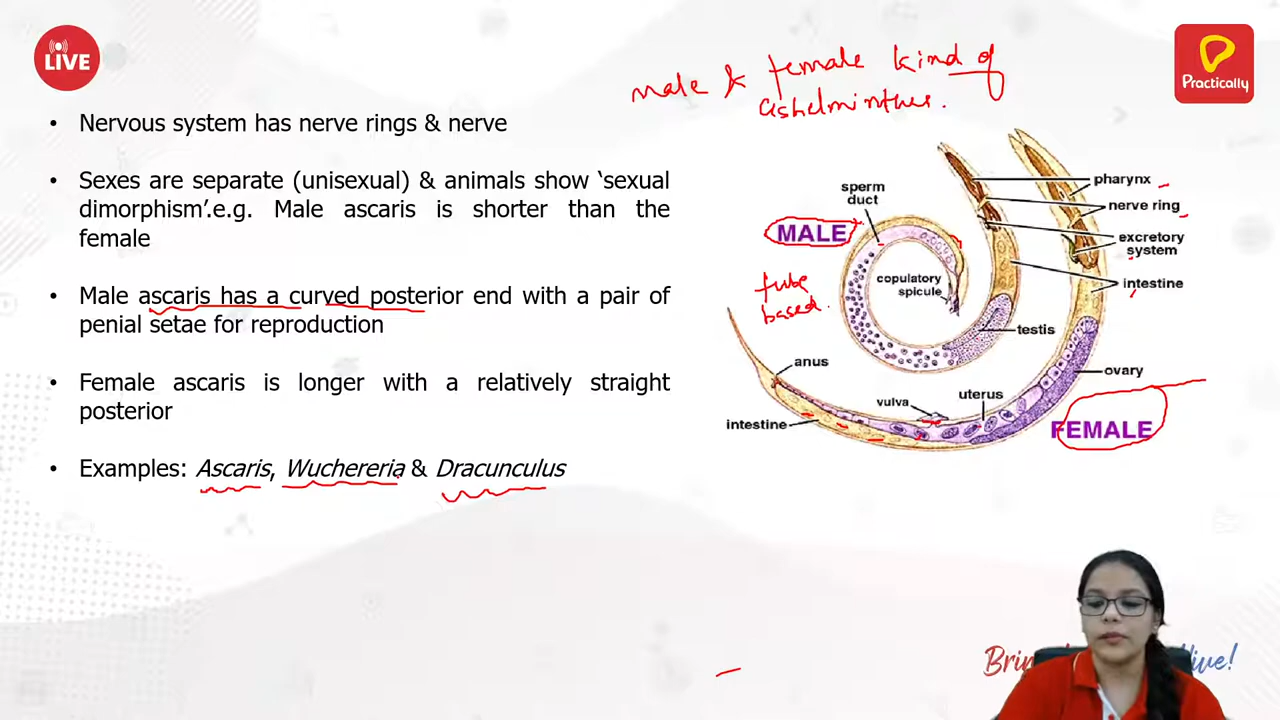 LIVE
male & female kind of
ashelminthes.
Practically
• Nervous system has nerve rings & nerve
• Sexes are separate (unisexual) & animals show ‘sexual
dimorphism’.e.g. Male ascaris is shorter than the
female
• Male ascaris has a curved posterior end with a pair of
penial setae for reproduction
• Female ascaris is longer with a relatively straight
posterior
• Examples: Ascaris, Wuchereria & Dracunculus
sperm
duct
MALE
copulatory
spicule
tube
based.
pharynx
nerve ring
excretory
system
intestine
testis
anus
ovary
vulva
uterus
intestine
FEMALE